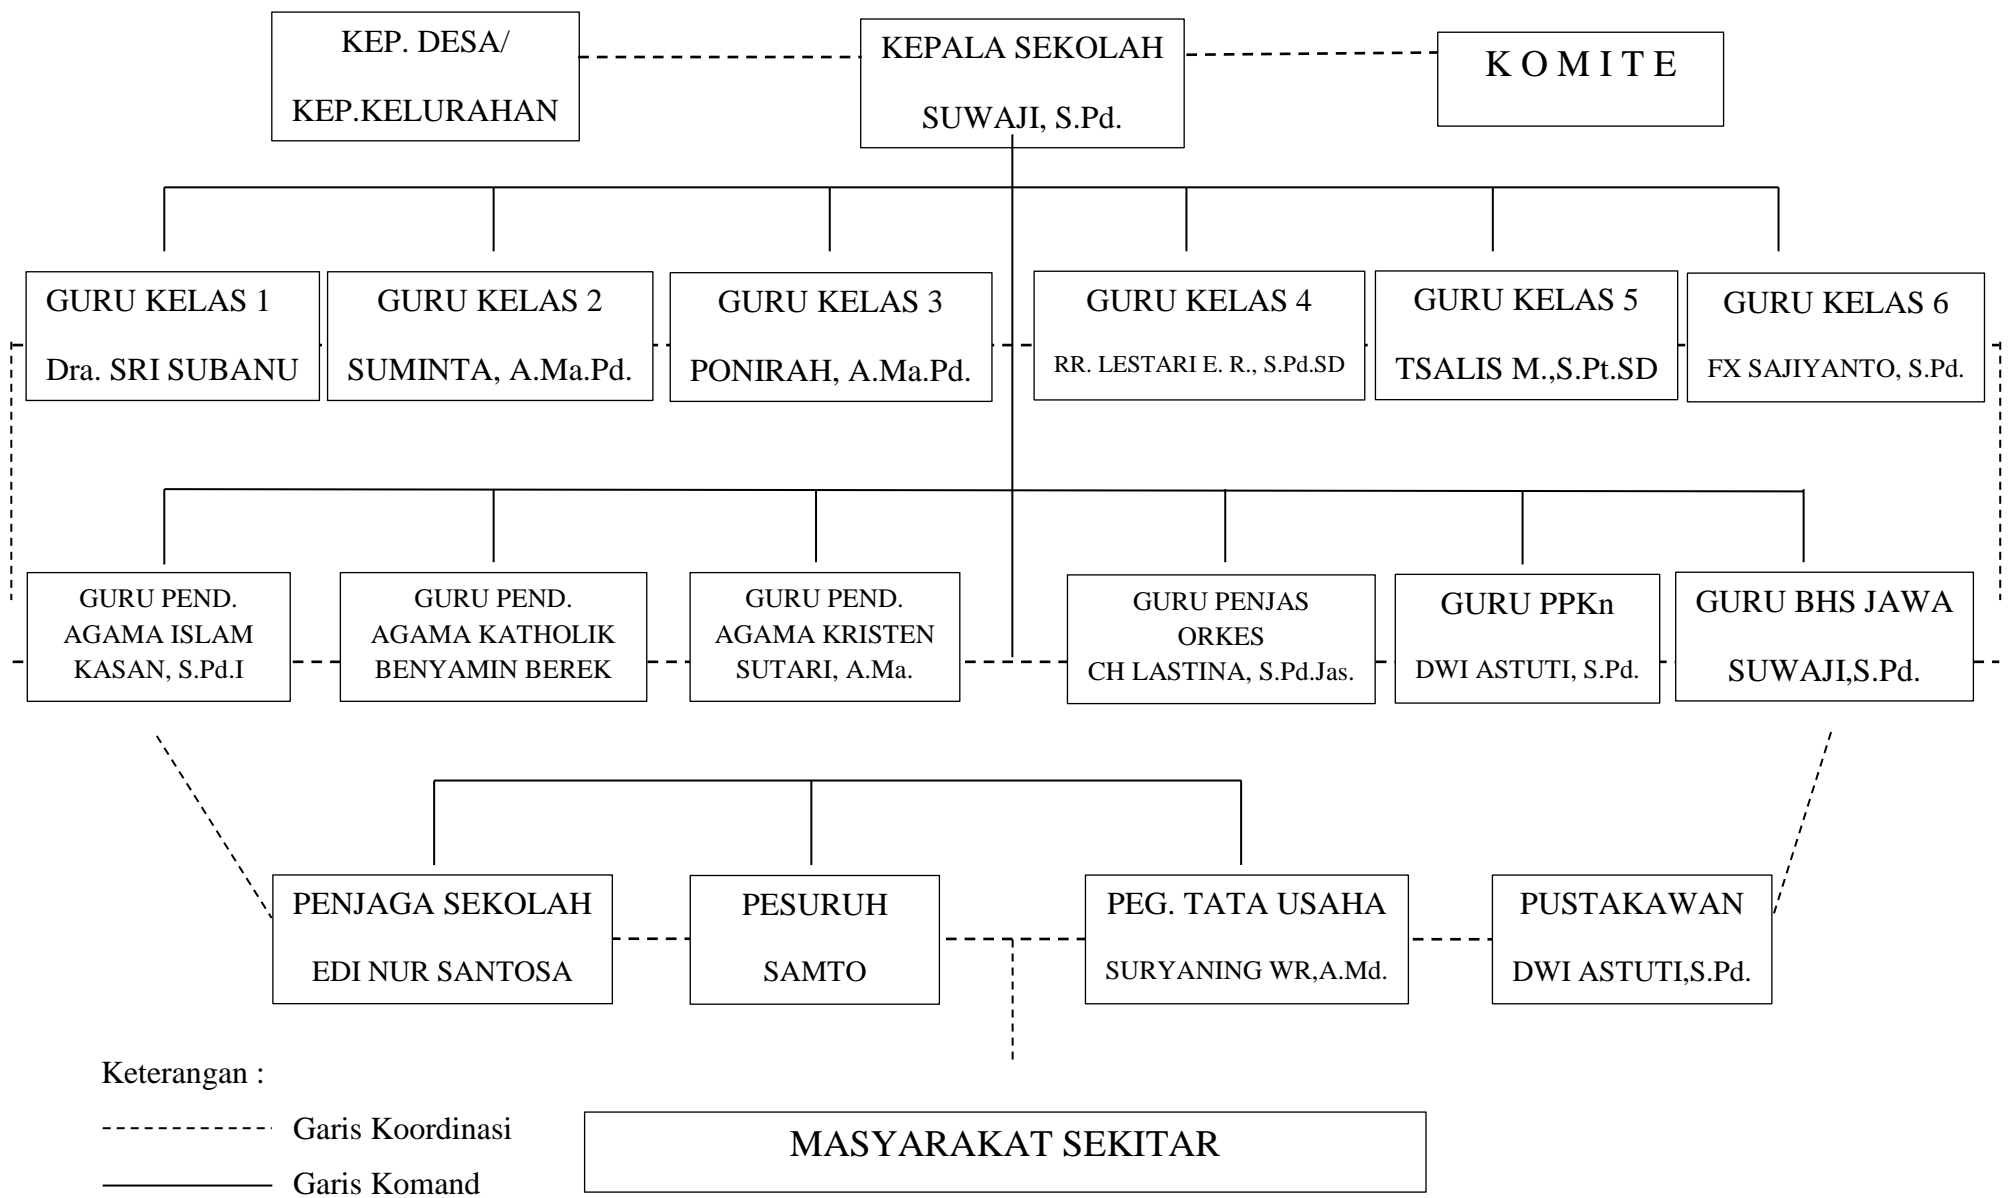 KEP. DESA/
KEP.KELURAHAN
KEPALA SEKOLAH
SUWAJI, S.Pd.
K O M I T E
GURU KELAS 1
Dra. SRI SUBANU
GURU KELAS 2
SUMINTA, A.Ma.Pd.
GURU KELAS 3
PONIRAH, A.Ma.Pd.
GURU KELAS 4
RR. LESTARI E. R., S.Pd.SD
GURU KELAS 5
TSALIS M.,S.Pt.SD
GURU KELAS 6
FX SAJIYANTO, S.Pd.
GURU PEND.
AGAMA ISLAM
KASAN, S.Pd.I
GURU PEND.
AGAMA KATHOLIK
BENYAMIN BEREK
GURU PEND.
AGAMA KRISTEN
SUTARI, A.Ma.
GURU PENJAS
ORKES
CH LASTINA, S.Pd.Jas.
GURU PPKn
DWI ASTUTI, S.Pd.
GURU BHS JAWA
SUWAJI,S.Pd.
PENJAGA SEKOLAH
EDI NUR SANTOSA
PESURUH
SAMTO
PEG. TATA USAHA
SURYANING WR,A.Md.
PUSTAKAWAN
DWI ASTUTI,S.Pd.
Keterangan :
Garis Koordinasi
Garis Komand
MASYARAKAT SEKITAR